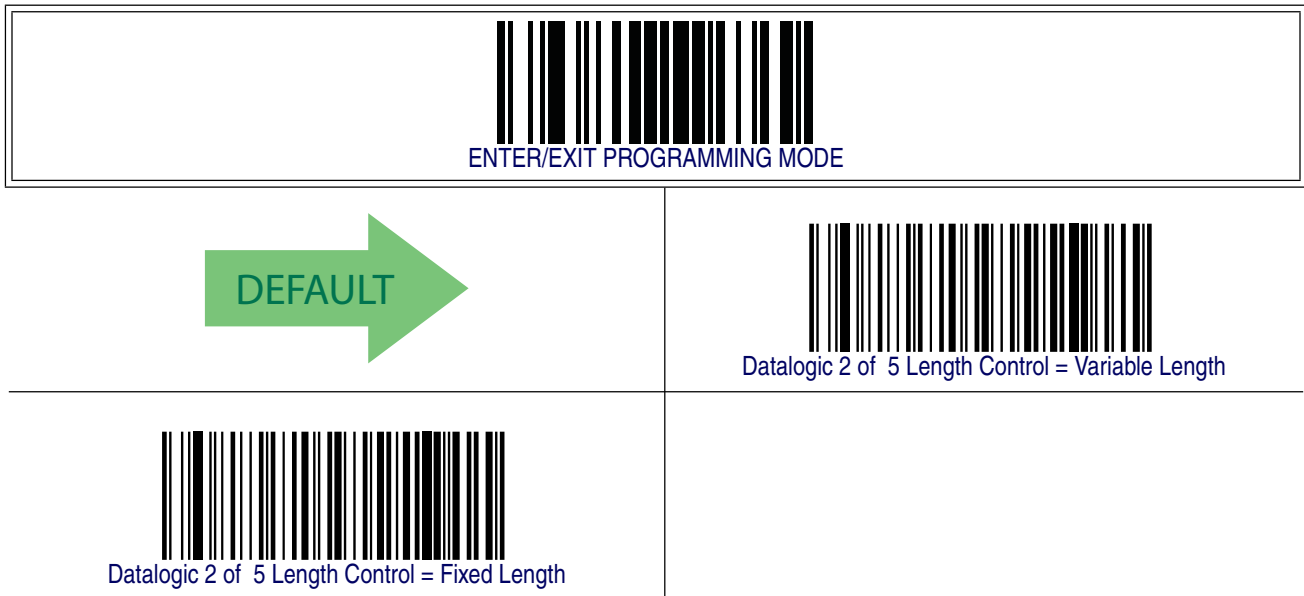 ENTER/EXIT PROGRAMMING MODE
DEFAULT
Datalogic 2 of 5 Length Control = Variable Length
Datalogic 2 of 5 Length Control = Fixed Length